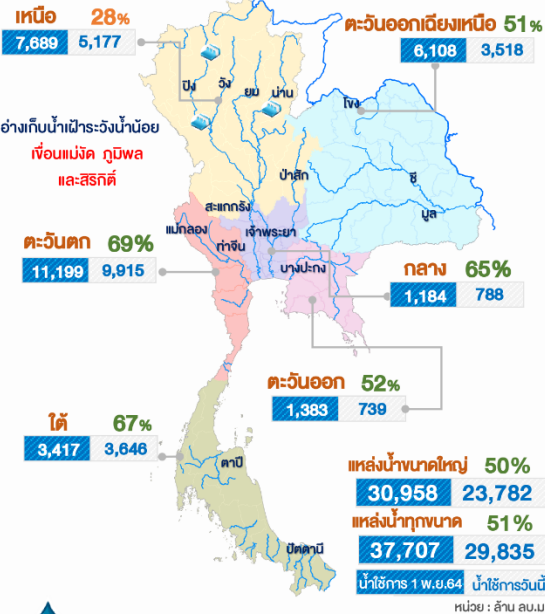 เหนือ 28%
7,689 5,177
ตะวันออกเฉียงเหนือ 51%
6,108 3,518
ปิง วัง ยม น่าน
โขง
อ่างเก็บน้ำเฝ้าระวังน้ำน้อย
เขื่อนแม่งัด ภูมิพล
และสิริกิติ์
ป่าสัก
ชี
มูล
สะแกกรัง
แม่กลอง
ท่าจีน
เจ้าพระยา
บางปะกง
ตะวันตก 69%
11,199 9,915
กลาง 65%
1,184 788
ตะวันออก 52%
1,383 739
ใต้ 67%
3,417 3,646
ตาปี
ปัตตานี
แหล่งน้ำขนาดใหญ่ 50%
30,958 23,782
แหล่งน้ำทุกขนาด 51%
37,707 29,835
น้ำใช้การ 1 พ.ย.64 น้ำใช้การวันนี้
หน่วย : ล้าน ลบ.ม